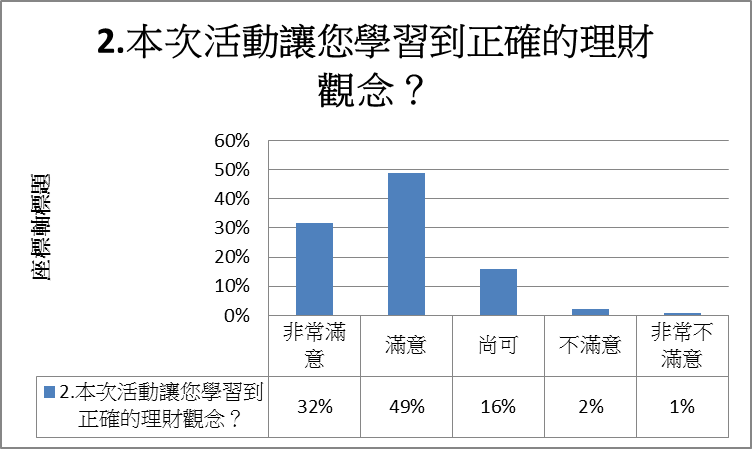 2.本次活動讓您學習到正確的理財
觀念？
座標軸標題
60%
50%
40%
30%
20%
10%
0%
非常滿
意
滿意
尚可
不滿意
非常不
滿意
2.本次活動讓您學習到
正確的理財觀念？
32%
49%
16%
2%
1%